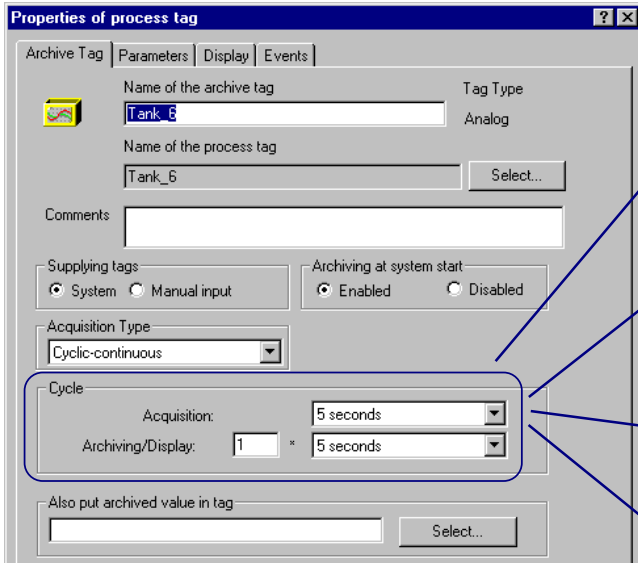 Properties of process tag
Archive Tag Parameters Display Events
Name of the archive tag
Tag Type
Tank_6
Analog
Name of the process tag
Tank_6
Select...
Comments
Supplying tags
System Manual input
Archiving at system start
Enabled Disabled
Acquisition Type
Cyclic-continuous
Cycle
Acquisition: 5 seconds
Archiving/Display: 1 * 5 seconds
Also put archived value in tag
Select...